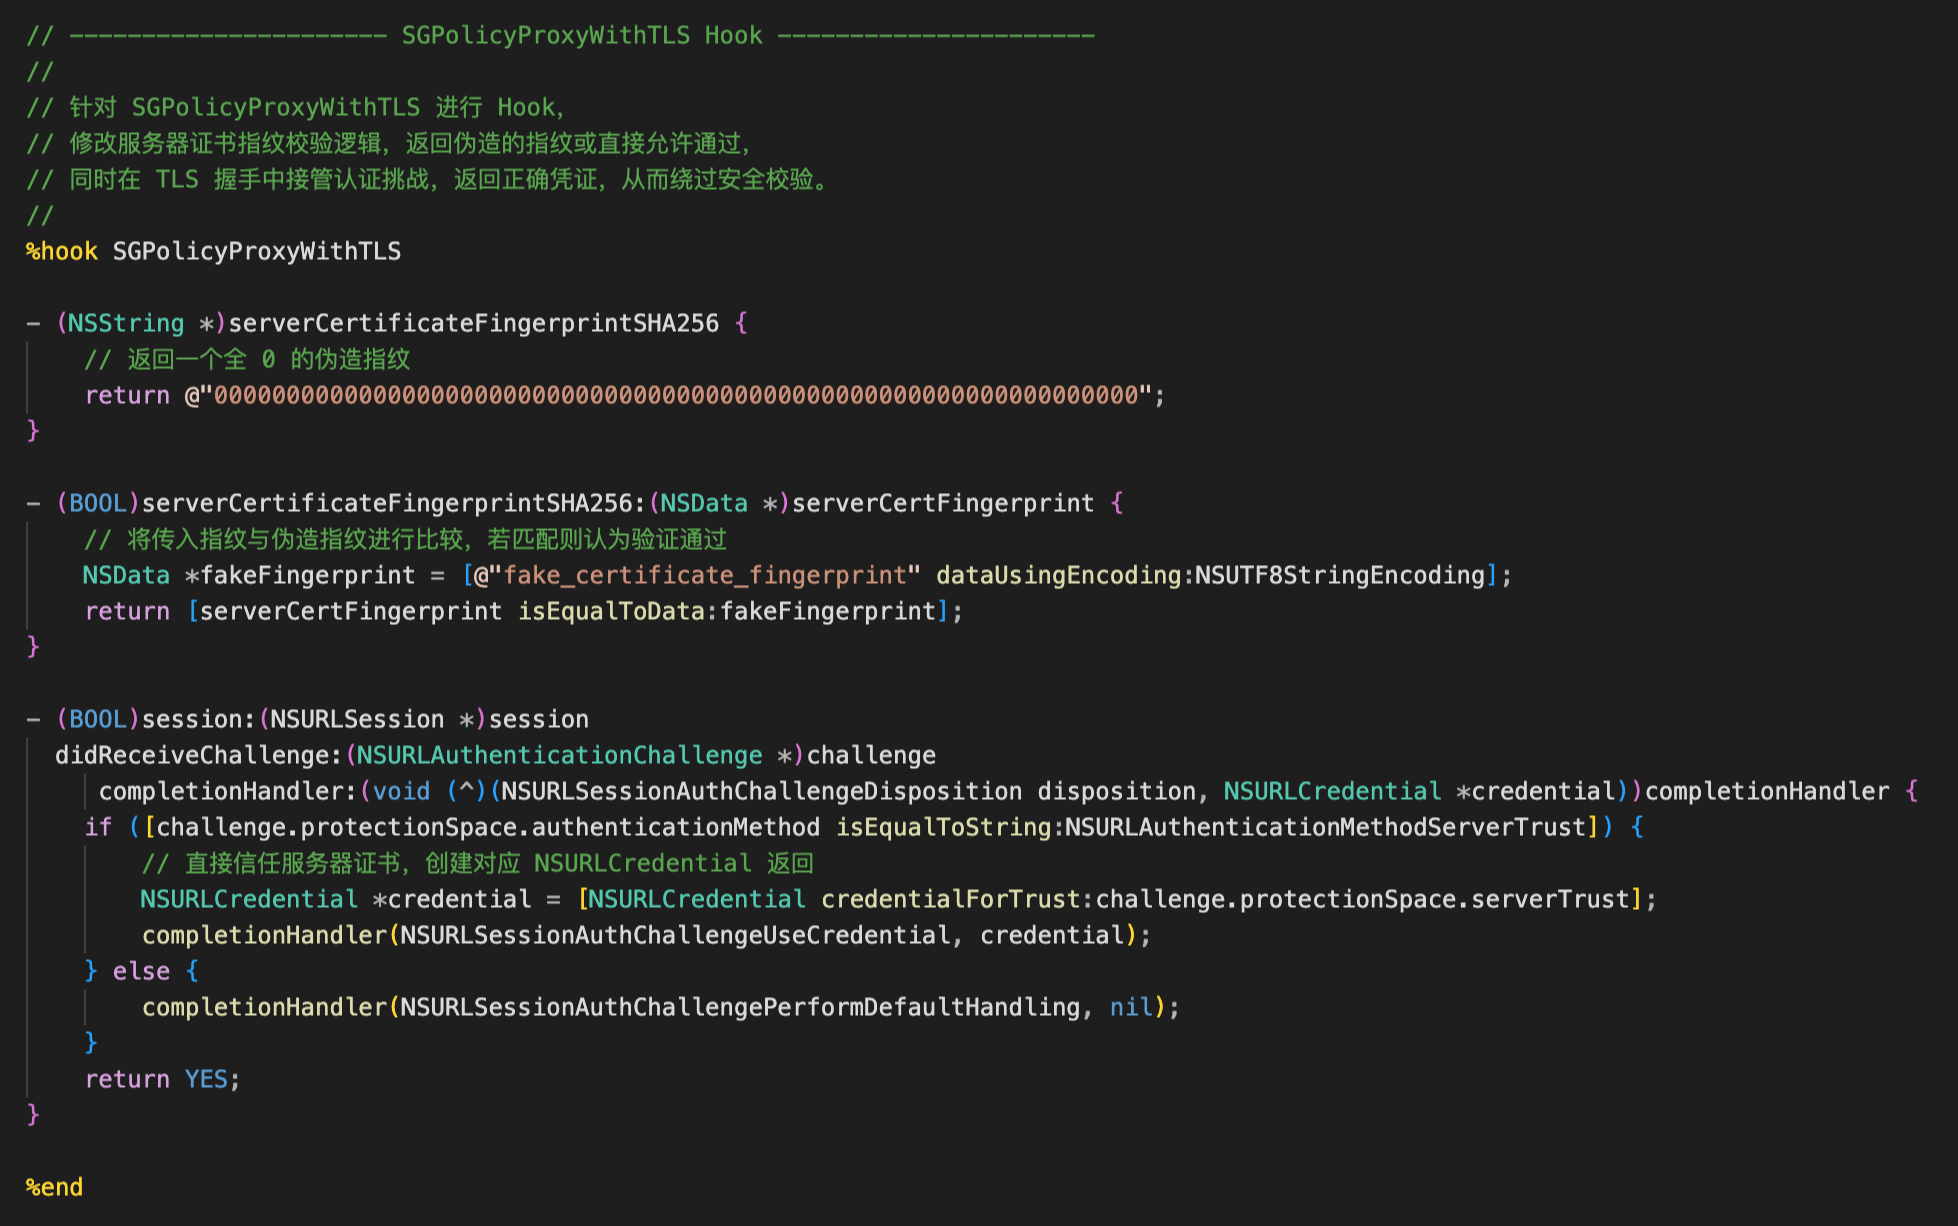 // ---------------------- SGPolicyProxyWithTLS Hook ----------------------
//
// 针对 SGPolicyProxyWithTLS 进行 Hook，
// 修改服务器证书指纹校验逻辑，返回伪造的指纹或直接允许通过，
// 同时在 TLS 握手中接管认证挑战，返回正确凭证，从而绕过安全校验。
//
%hook SGPolicyProxyWithTLS
- (NSString *)serverCertificateFingerprintSHA256 {
// 返回一个全 0 的伪造指纹
return @"0000000000000000000000000000000000000000000000000000000000000000";
}
- (BOOL)serverCertificateFingerprintSHA256:(NSData *)serverCertFingerprint {
// 将传入指纹与伪造指纹进行比较，若匹配则认为验证通过
NSData *fakeFingerprint = [@"fake_certificate_fingerprint" dataUsingEncoding:NSUTF8StringEncoding];
return [serverCertFingerprint isEqualToData:fakeFingerprint];
}
- (BOOL)session:(NSURLSession *)session
didReceiveChallenge:(NSURLAuthenticationChallenge *)challenge
completionHandler:(void (^)(NSURLSessionAuthChallengeDisposition disposition, NSURLCredential *credential))completionHandler {
if ([challenge.protectionSpace.authenticationMethod isEqualToString:NSURLAuthenticationMethodServerTrust]) {
// 直接信任服务器证书，创建对应 NSURLCredential 返回
NSURLCredential *credential = [NSURLCredential credentialForTrust:challenge.protectionSpace.serverTrust];
completionHandler(NSURLSessionAuthChallengeUseCredential, credential);
} else {
completionHandler(NSURLSessionAuthChallengePerformDefaultHandling, nil);
}
return YES;
}
%end